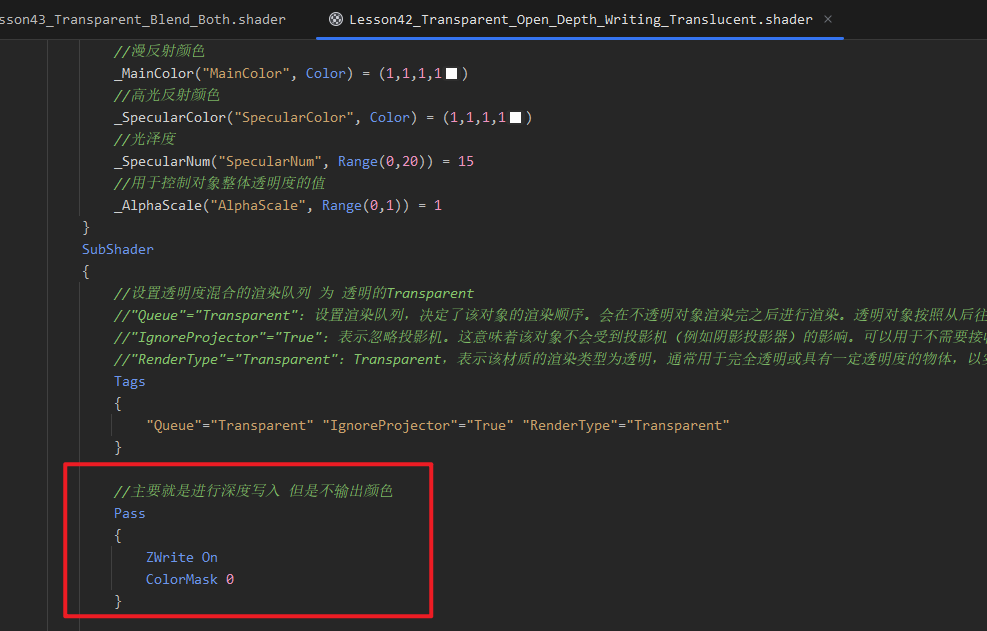 sson43_Transparent_Blend_Both.shader Lesson42_Transparent_Open_Depth_Writing_Translucent.shader ×
//漫反射颜色
_MainColor("MainColor", Color) = (1,1,1,1)
//高光反射颜色
_SpecularColor("SpecularColor", Color) = (1,1,1,1)
//光泽度
_SpecularNum("SpecularNum", Range(0,20)) = 15
//用于控制对象整体透明度的值
_AlphaScale("AlphaScale", Range(0,1)) = 1
}
SubShader
{
//设置透明度混合的渲染队列 为 透明的Transparent
//"Queue"="Transparent": 设置渲染队列，决定了该对象的渲染顺序。会在不透明对象渲染完之后进行渲染。透明对象按照从后往
//"IgnoreProjector"="True": 表示忽略投影机。这意味着该对象不会受到投影机（例如阴影投影器）的影响。可以用于不需要接
//"RenderType"="Transparent": Transparent，表示该材质的渲染类型为透明，通常用于完全透明或具有一定透明度的物体，以
Tags
{
"Queue"="Transparent" "IgnoreProjector"="True" "RenderType"="Transparent"
}
//主要就是进行深度写入 但是不输出颜色
Pass
{
ZWrite On
ColorMask 0
}